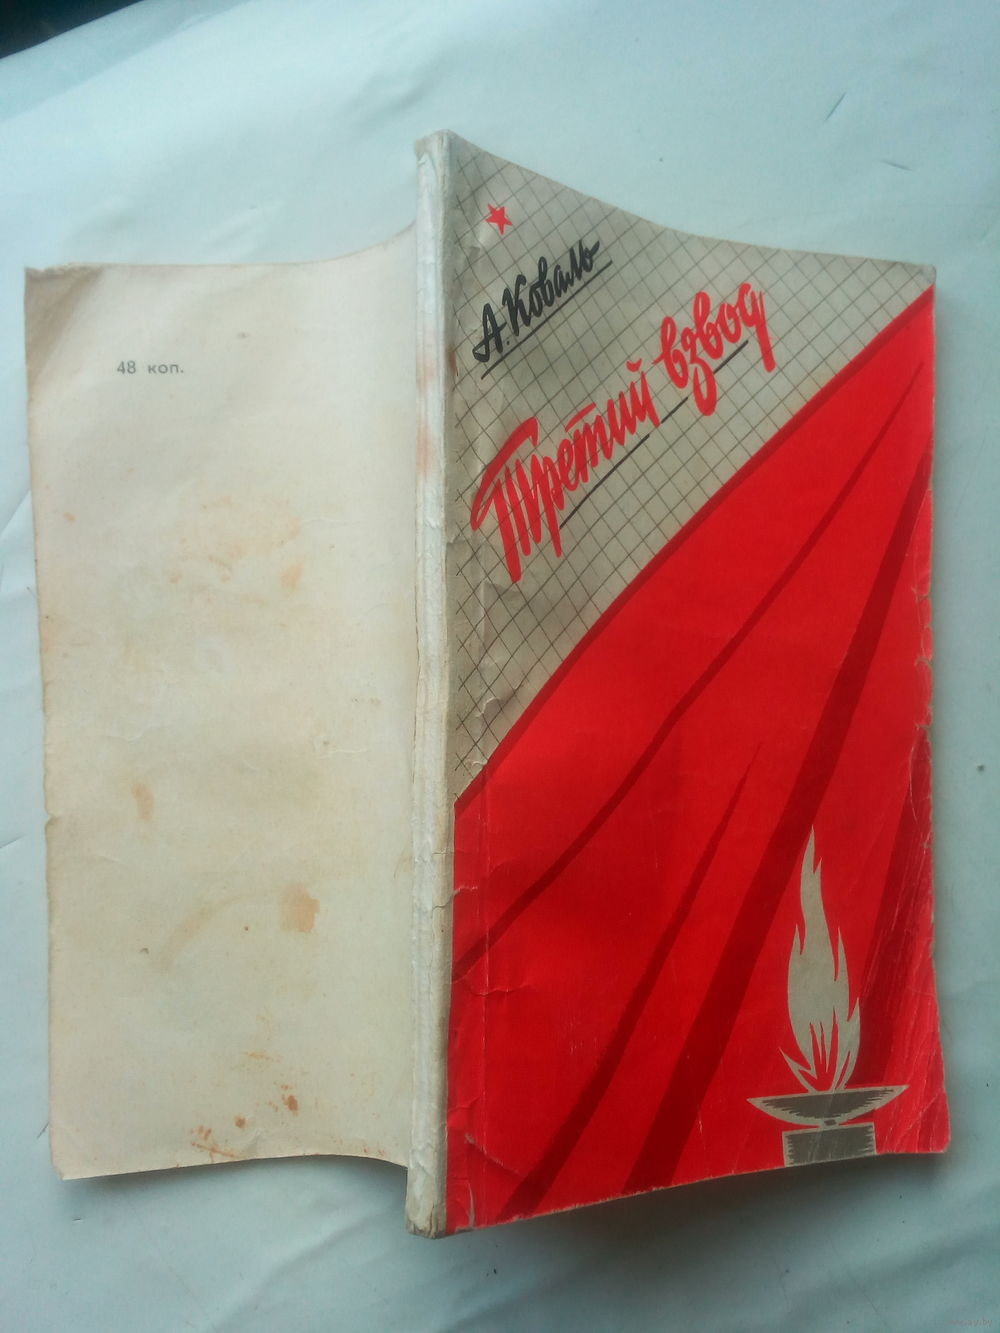 48 коп.
А. Коваль
Третий взвод